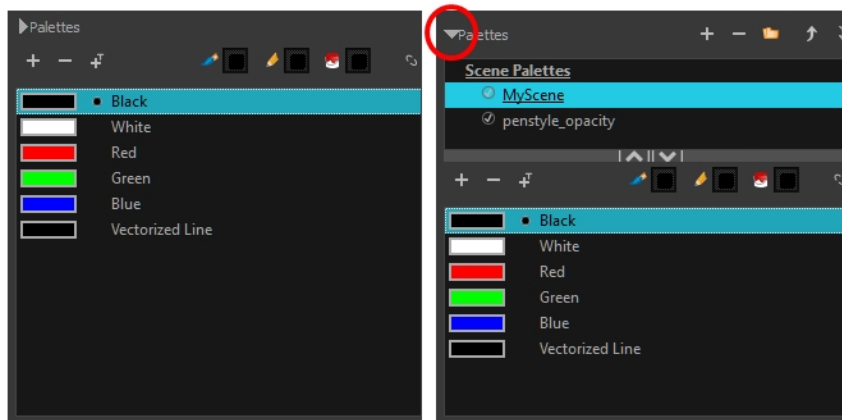 Palettes
Black
White
Red
Green
Blue
Vectorized Line
Palettes
Scene Palettes
MyScene
penstyle_opacity
Black
White
Red
Green
Blue
Vectorized Line